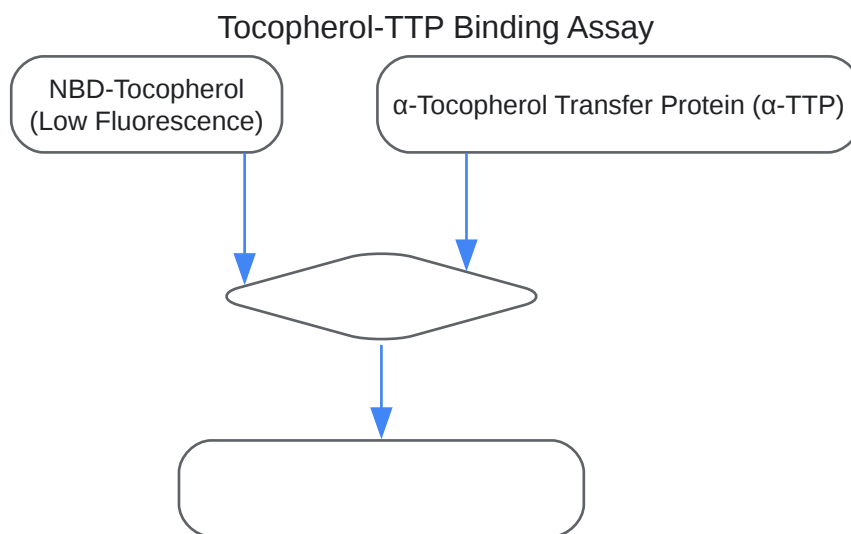 Tocopherol-TTP Binding Assay
NBD-Tocopherol
(Low Fluorescence)
α-Tocopherol Transfer Protein (α-TTP)